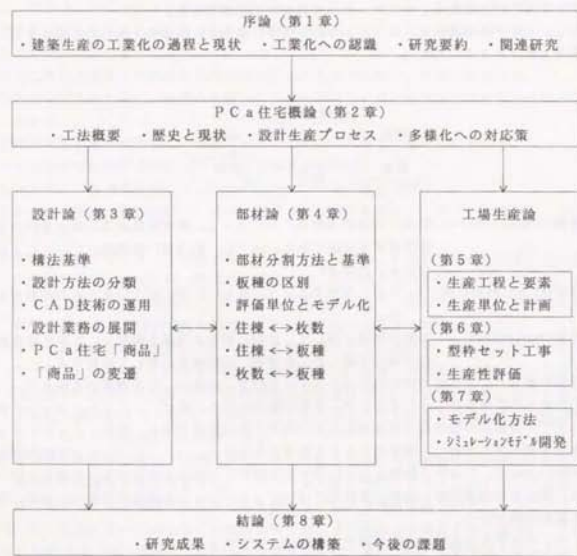 序論（第1章）
・建築生産の工業化の過程と現状　・工業化への認識　・研究要約　・関連研究
PCa住宅概論（第2章）
・工法概要　・歴史と現状　・設計生産プロセス　・多様化への対応策
設計論（第3章）
・構法基準
・設計方法の分類
・CAD技術の運用
・設計業務の展開
・PCa住宅「商品」
・「商品」の変遷
部材論（第4章）
・部材分割方法と基準
・板種の区別
・評価単位とモデル化
・住棟⟷枚数
・住棟⟷板種
・枚数⟷板種
工場生産論
（第5章）
・生産工程と要素
・生産単位と計画
（第6章）
・型枠セット工事
・生産性評価
（第7章）
・モデル化方法
・シミュレーションモデル開発
結論（第8章）
・研究成果　・システムの構築　・今後の課題